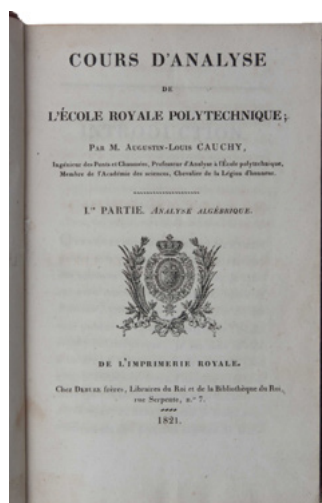 COURS D'ANALYSE
DE
L'ÉCOLE ROYALE POLYTECHNIQUE;
PAR M. AUGUSTIN-LOUIS CAUCHY,
Ingénieur des Ponts et Chaussées, Professeur d'Analyse à l'École polytechnique,
Membre de l'Académie des sciences, Chevalier de la Légion d'honneur.
I.re PARTIE. ANALYSE ALGÉBRIQUE.
DE L'IMPRIMERIE ROYALE.
Chez DEBURE frères, Libraires du Roi et de la Bibliothèque du Roi,
rue Serpente, n.° 7.
1821.